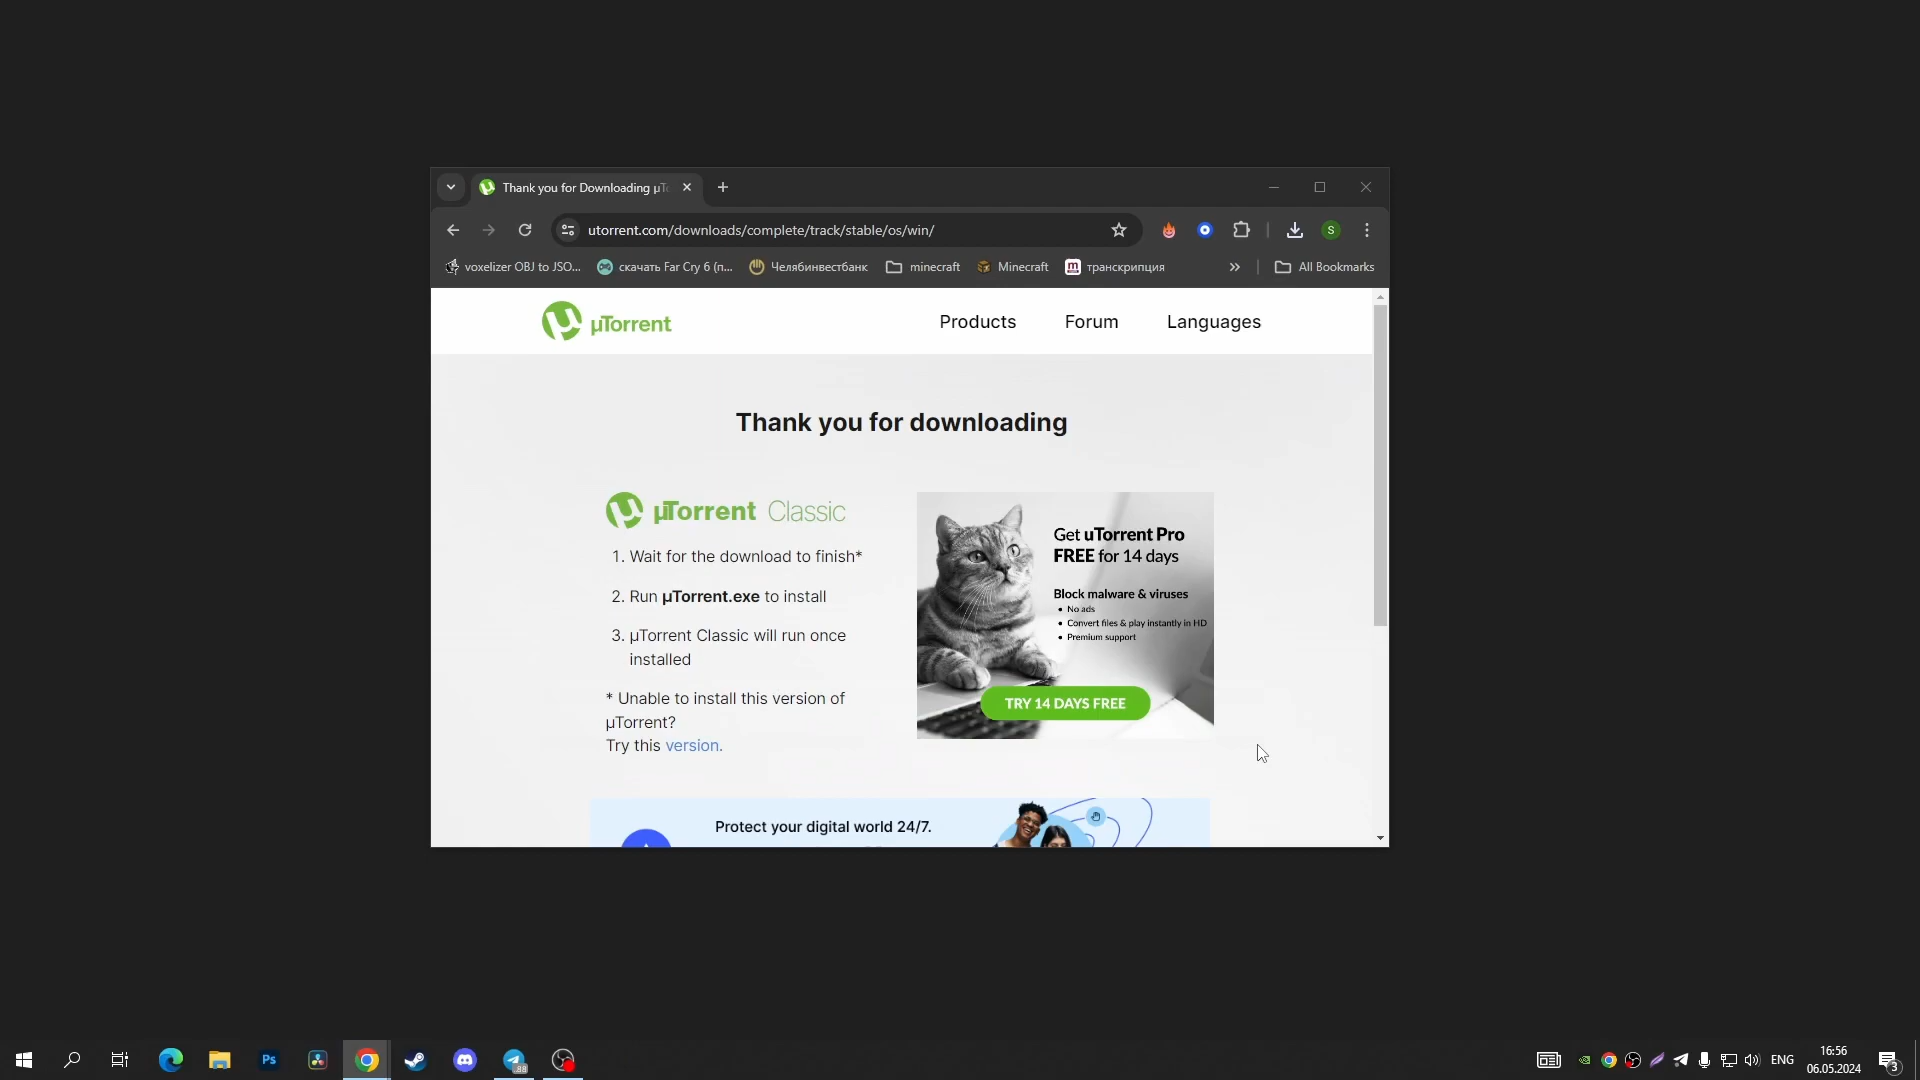 Thank you for Downloading µTo
utorrent.com/downloads/complete/track/stable/os/win/
S
voxelizer OBJ to JSO...
скачать Far Cry 6 (п...
Челябинвестбанк
minecraft
Minecraft
m
транскрипция
All Bookmarks
µTorrent
Products
Forum
Languages
Thank you for downloading
µTorrent Classic
1. Wait for the download to finish*
2. Run µTorrent.exe to install
3. µTorrent Classic will run once
installed
* Unable to install this version of
µTorrent?
Try this version.
Get uTorrent Pro
FREE for 14 days
Block malware & viruses
• No ads
• Convert files & play instantly in HD
• Premium support
TRY 14 DAYS FREE
Protect your digital world 24/7.
Ps
88
ENG
16:56
06.05.2024
3